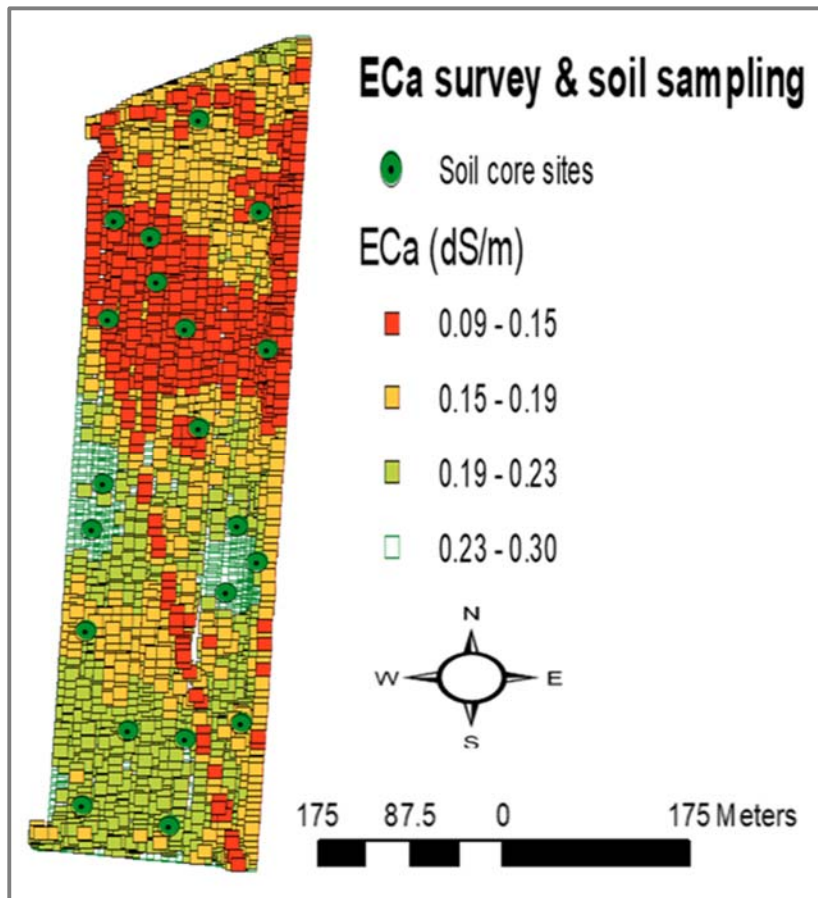 ECa survey & soil sampling
Soil core sites
ECa (dS/m)
0.09 - 0.15
0.15 - 0.19
0.19 - 0.23
0.23 - 0.30
N
W E
S
175 87.5 0 175 Meters